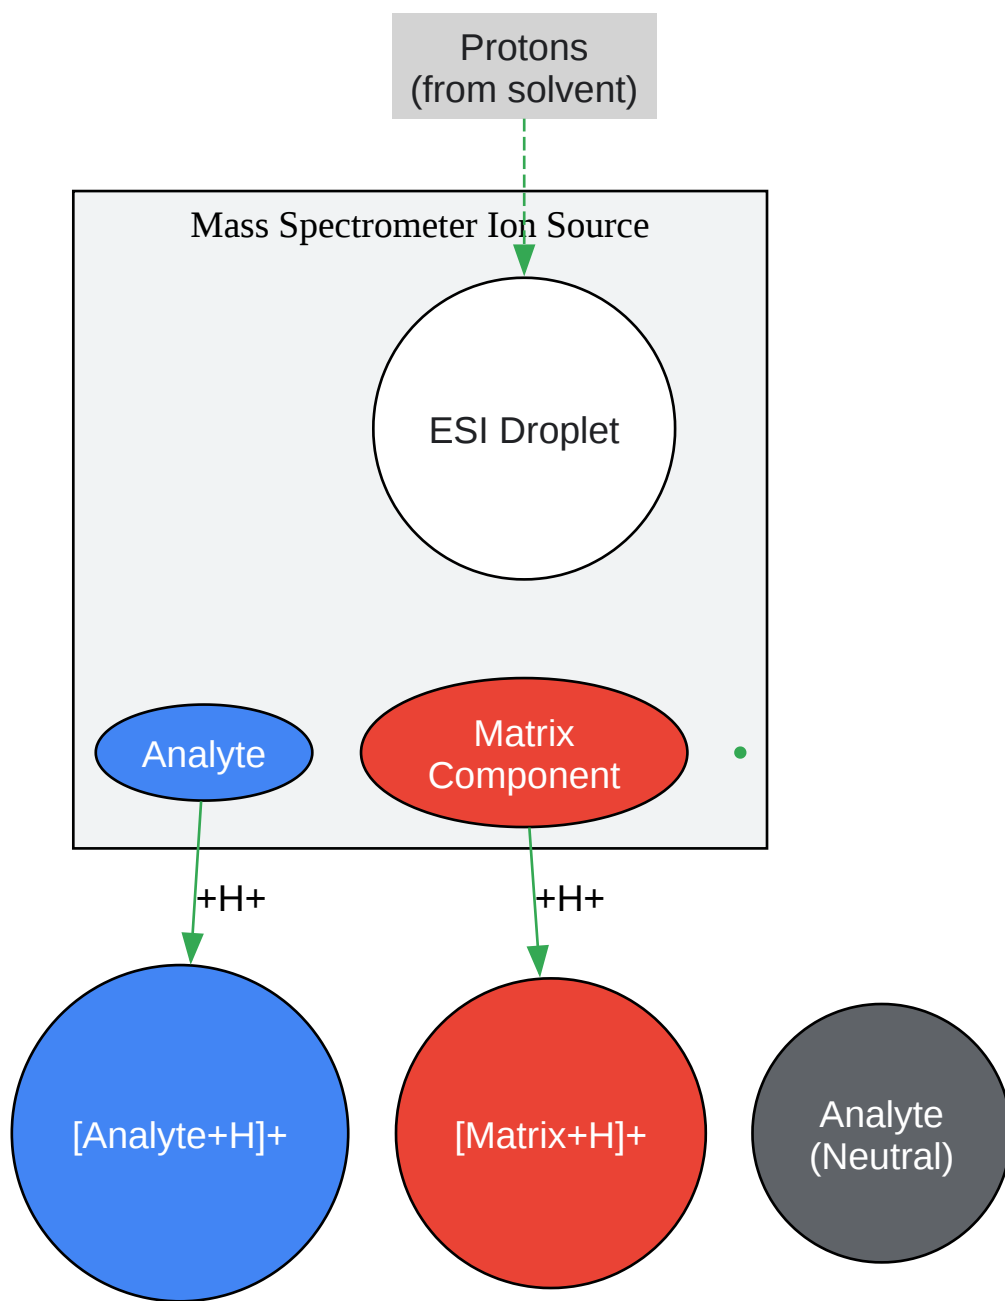 Protons
(from solvent)
Mass Spectrometer Ion Source
ESI Droplet
Analyte
Matrix
Component
+H+
+H+
[Analyte+H]+
[Matrix+H]+
Analyte
(Neutral)